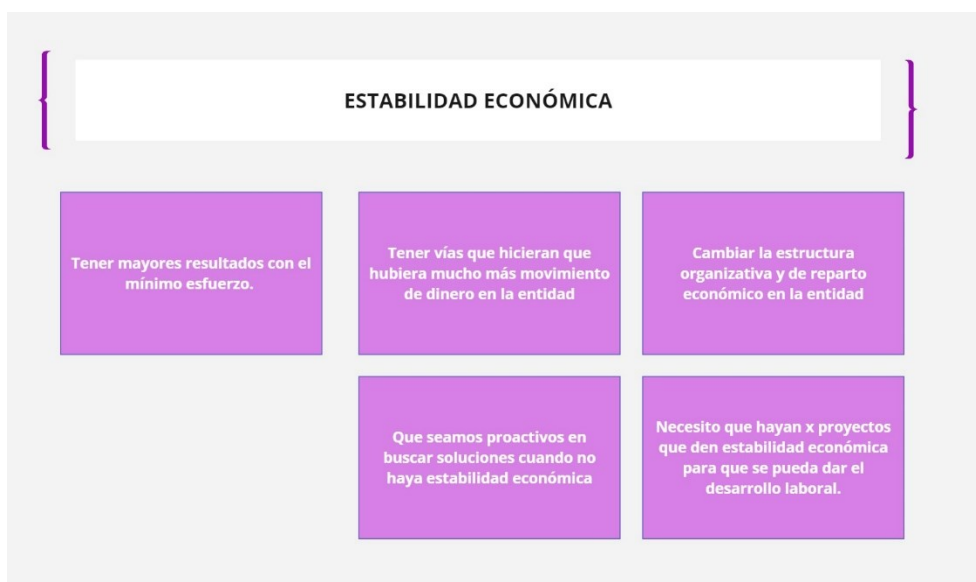 ESTABILIDAD ECONÓMICA
Tener mayores resultados con el
mínimo esfuerzo.
Tener vías que hicieran que
hubiera mucho más movimiento
de dinero en la entidad
Cambiar la estructura
organizativa y de reparto
económico en la entidad
Que seamos proactivos en
buscar soluciones cuando no
haya estabilidad económica
Necesito que hayan x proyectos
que den estabilidad económica
para que se pueda dar el
desarrollo laboral.